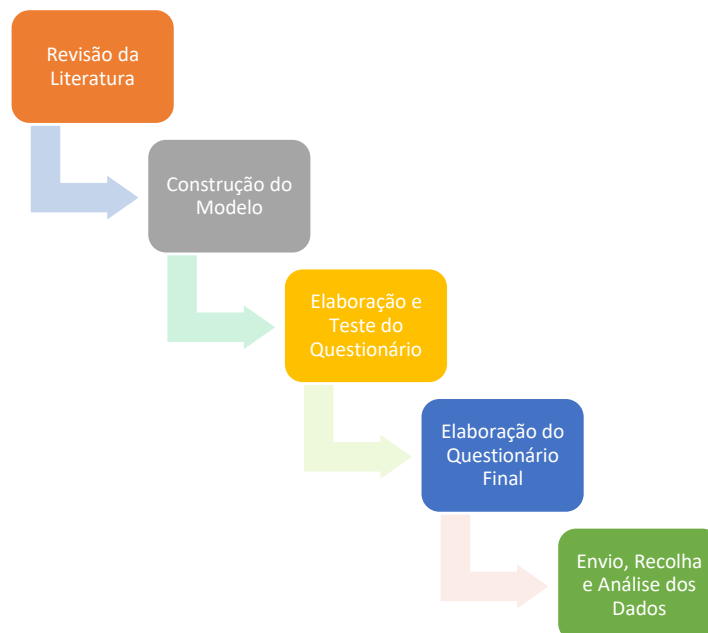 Revisão da
Literatura
Construção do
Modelo
Elaboração e
Teste do
Questionário
Elaboração do
Questionário
Final
Envio, Recolha
e Análise dos
Dados